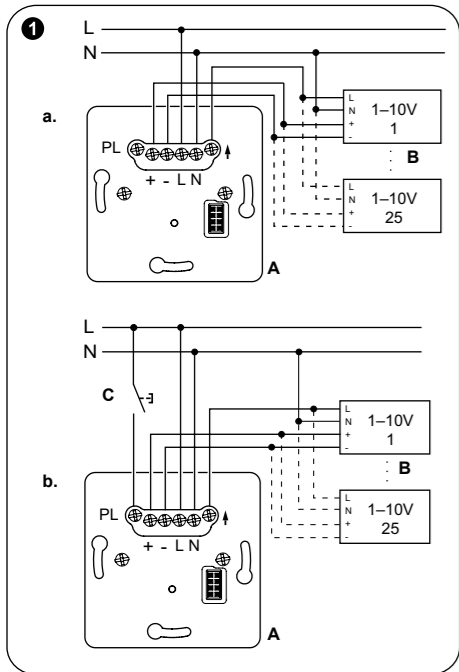 1
L
N
a.
PL
+ - L N
A
L
N
+
-
1–10V
1
B
L
N
+
-
1–10V
25
L
N
C
b.
PL
+ - L N
A
L
N
+
-
1–10V
1
B
L
N
+
-
1–10V
25